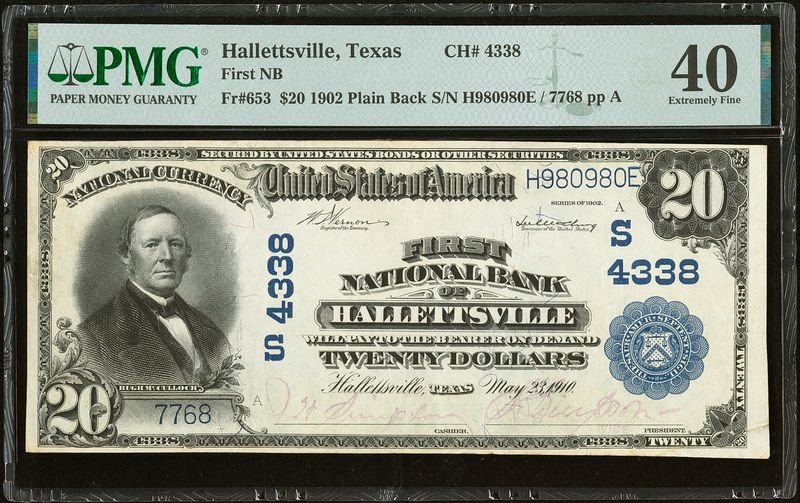 PMG®
PAPER MONEY GUARANTY
Hallettsville, Texas CH# 4338
First NB
Fr#653 $20 1902 Plain Back S/N H980980E / 7768 pp A
40
Extremely Fine
4338 SECURED BY UNITED STATES BONDS OR OTHER SECURITIES 4338
20
NATIONAL CURRENCY
United States of America
H980980E
20
SERIES OF 1902.
A
W.T. Vernon
Register of the Treasury.
Treasurer of the United States.
S 4338
S
4338
FIRST
NATIONAL BANK
OF
HALLETTSVILLE
WILL PAY TO THE BEARER ON DEMAND
TWENTY DOLLARS
Hallettsville, TEXAS May 23, 1910.
HUGH McCULLOCH.
20
7768
A
CASHIER.
PRESIDENT.
4338
4338
TWENTY